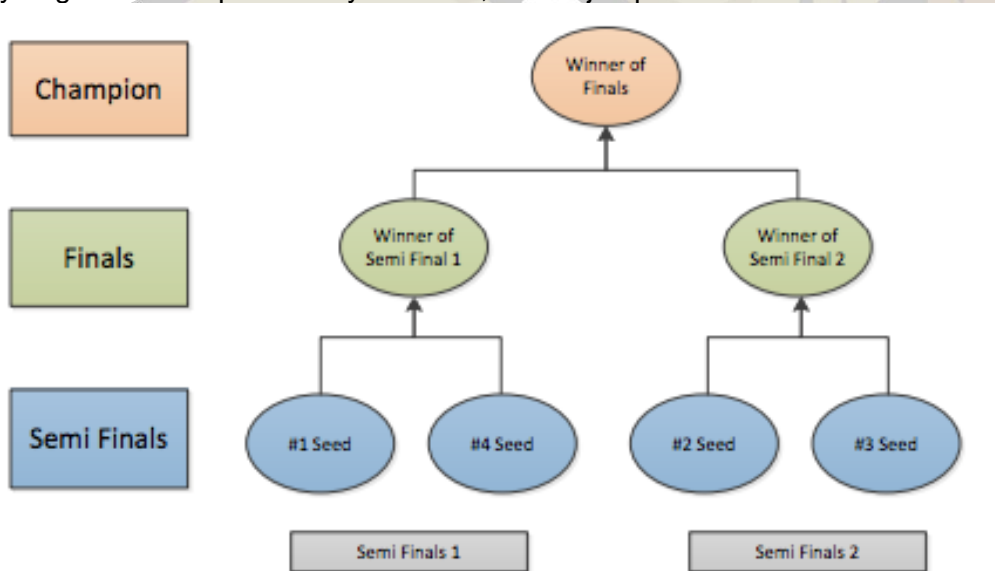 Champion
Winner of
Finals
Finals
Winner of
Semi Final 1
Winner of
Semi Final 2
Semi Finals
#1 Seed
#4 Seed
#2 Seed
#3 Seed
Semi Finals 1
Semi Finals 2